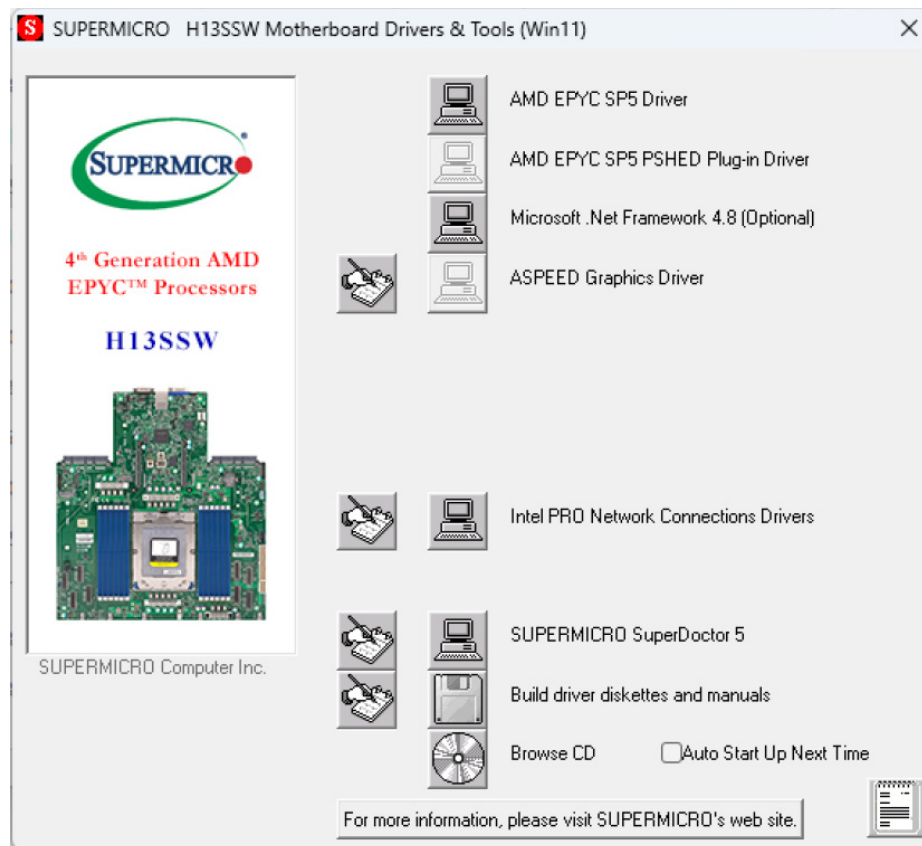 S SUPERMICRO H13SSW Motherboard Drivers & Tools (Win11)
SUPERMICR
4th Generation AMD
EPYC™ Processors
H13SSW
SUPERMICRO Computer Inc.
AMD EPYC SP5 Driver
AMD EPYC SP5 PSHED Plug-in Driver
Microsoft .Net Framework 4.8 (Optional)
ASPEED Graphics Driver
Intel PRO Network Connections Drivers
SUPERMICRO SuperDoctor 5
Build driver diskettes and manuals
Browse CD Auto Start Up Next Time
For more information, please visit SUPERMICRO's web site.